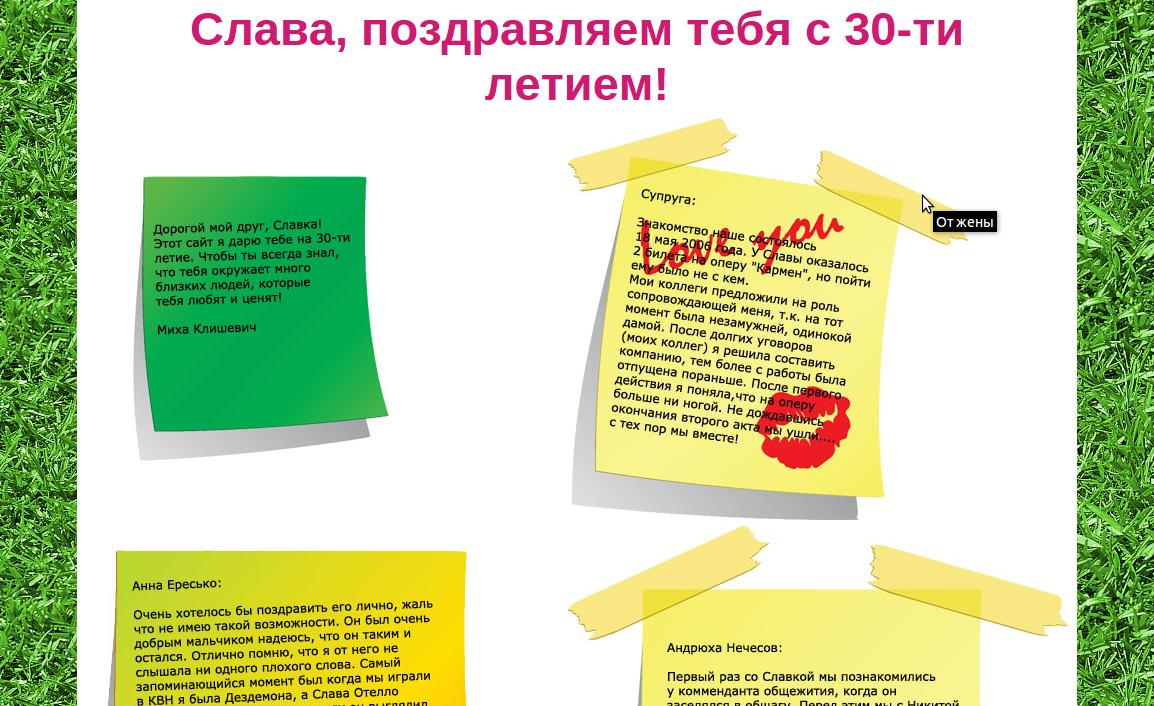 Слава, поздравляем тебя с 30-ти
летием!
Дорогой мой друг, Славка!
Этот сайт я дарю тебе на 30-ти
летие. Чтобы ты всегда знал,
что тебя окружает много
близких людей, которые
тебя любят и ценят!
Миха Клишевич
Супруга:
Love you
Знакомство наше состоялось
18 мая 2006 года. У Славы оказалось
2 билета на оперу "Кармен", но пойти
ему было не с кем.
Мои коллеги предложили на роль
сопровождающей меня, т.к. на тот
момент была незамужней, одинокой
дамой. После долгих уговоров
(моих коллег) я решила составить
компанию, тем более с работы была
отпущена пораньше. После первого
действия я поняла,что на оперу
больше ни ногой. Не дождавшись
окончания второго акта мы ушли....
с тех пор мы вместе!
От жены
Анна Ересько:
Очень хотелось бы поздравить его лично, жаль
что не имею такой возможности. Он был очень
добрым мальчиком надеюсь, что он таким и
остался. Отлично помню, что я от него не
слышала ни одного плохого слова. Самый
запоминающийся момент был когда мы играли
в КВН я была Дездемона, а Слава Отелло
Андрюха Нечесов:
Первый раз со Славкой мы познакомились
у комменданта общежития, когда он
заселялся в общагу. Перед этим мы с Никитой